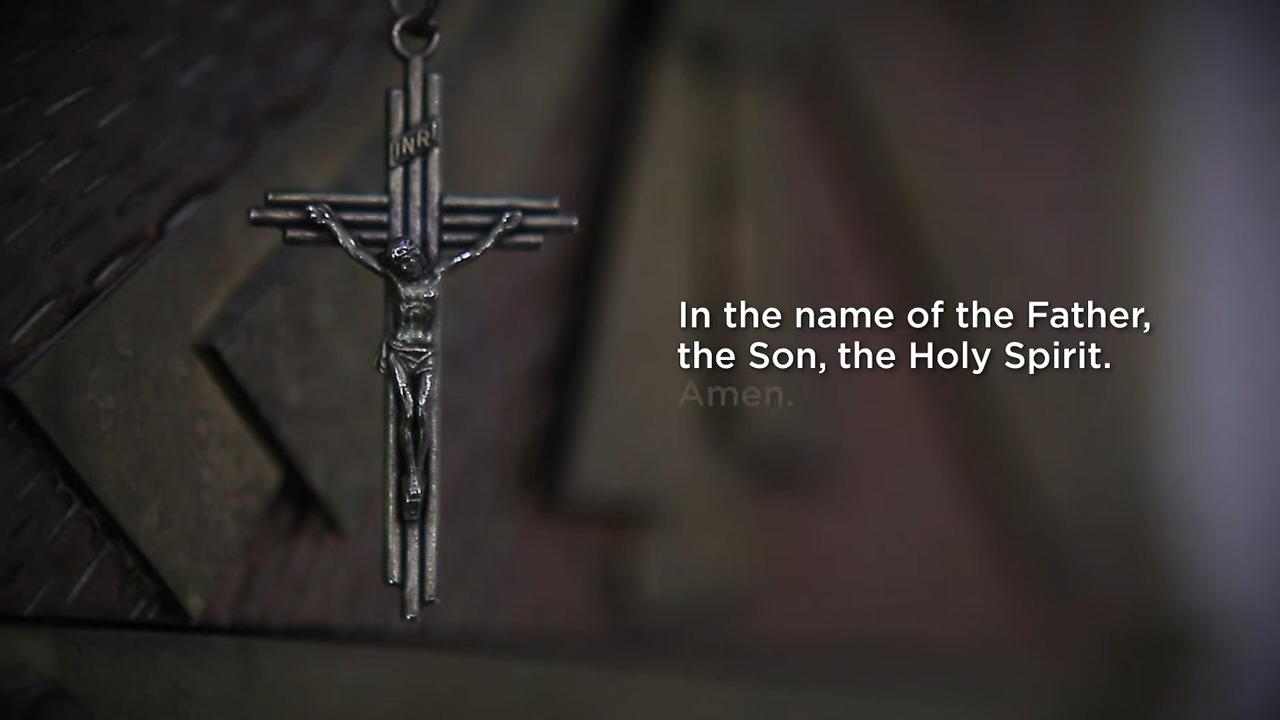 INRI
In the name of the Father,
the Son, the Holy Spirit.
Amen.